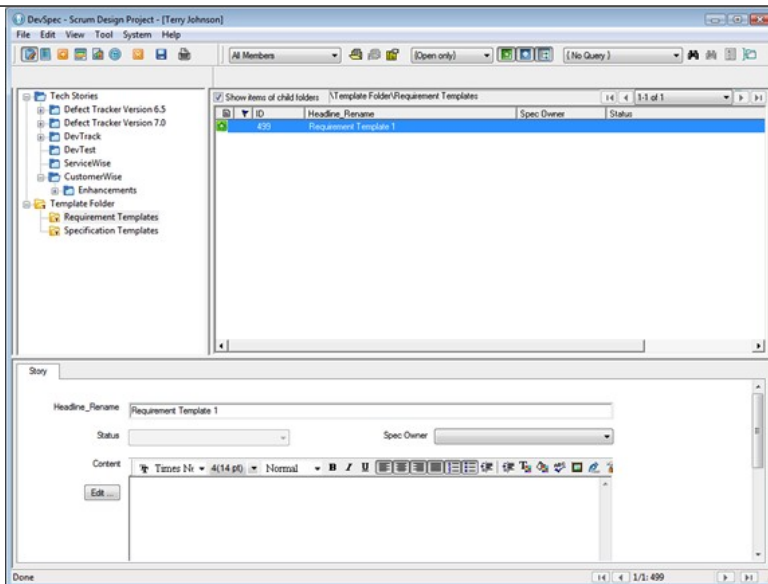 DevSpec - Scrum Design Project - [Terry Johnson]
File Edit View Tool System Help
All Members (Open only) ( No Query )
Tech Stories
Defect Tracker Version 6.5
Defect Tracker Version 7.0
DevTrack
DevTest
ServiceWise
CustomerWise
Enhancements
Template Folder
Requirement Templates
Specification Templates
Show items of child folders \Template Folder\Requirement Templates 1-1 of 1
ID Headline_Rename Spec Owner Status
499 Requirement Template 1
Story
Headline_Rename Requirement Template 1
Status Spec Owner
Content Times Ne 4(14 pt) Normal B I U
Edit ...
Done 1/1: 499